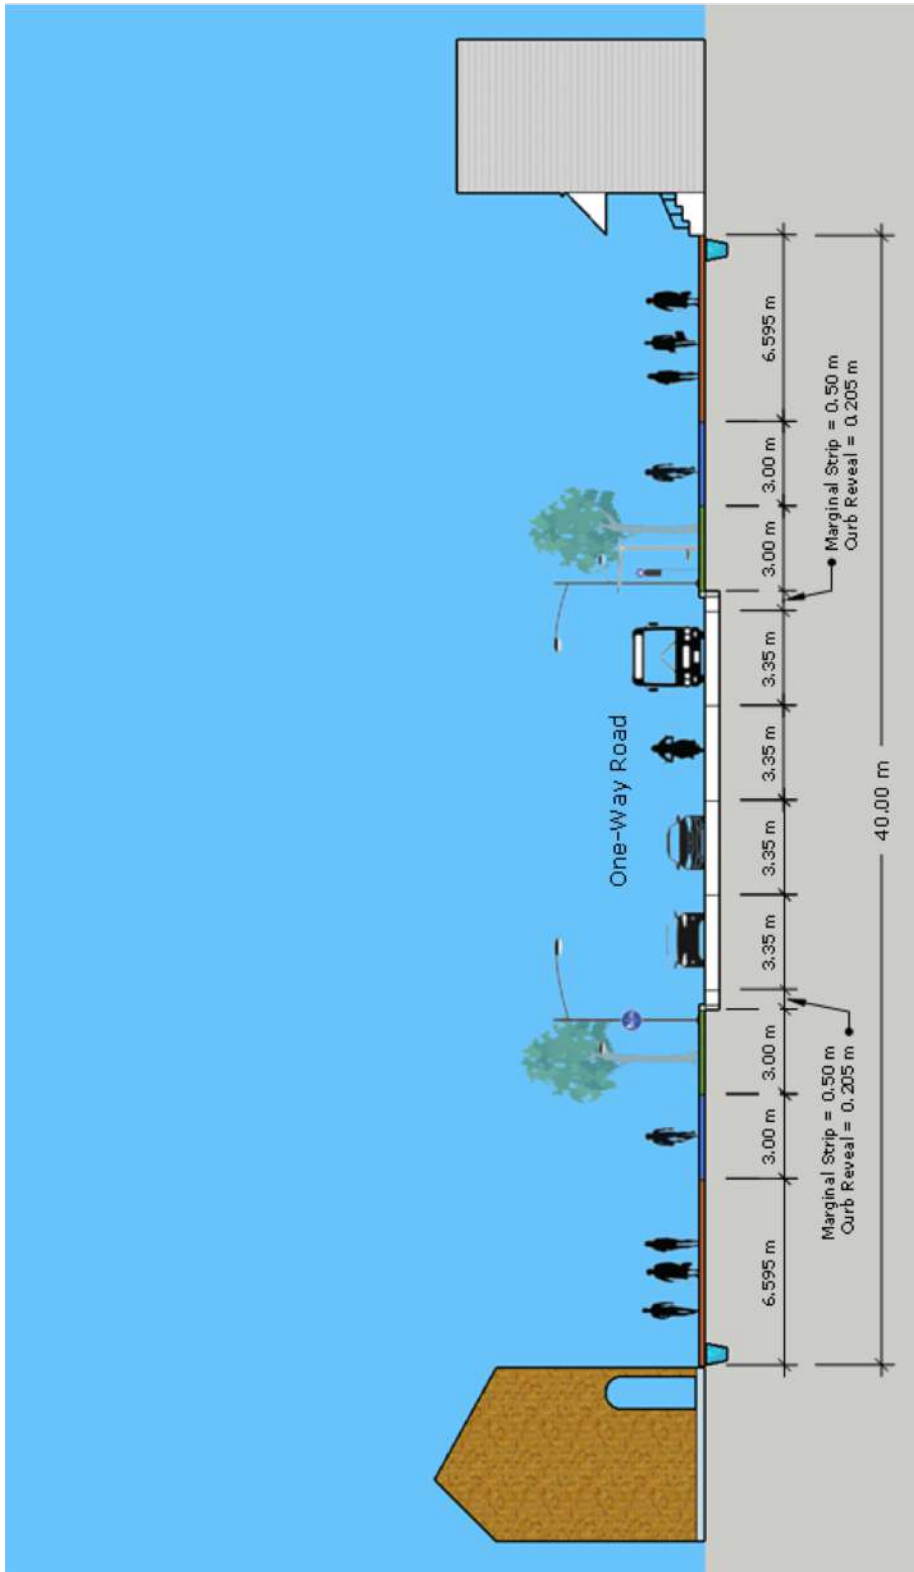 One-Way Road
6.595 m
3.00 m
3.00 m
3.35 m
3.35 m
3.35 m
3.35 m
3.00 m
3.00 m
6.595 m
Marginal Strip = 0.50 m
Curb Reveal = 0.205 m
Marginal Strip = 0.50 m
Curb Reveal = 0.205 m
40.00 m